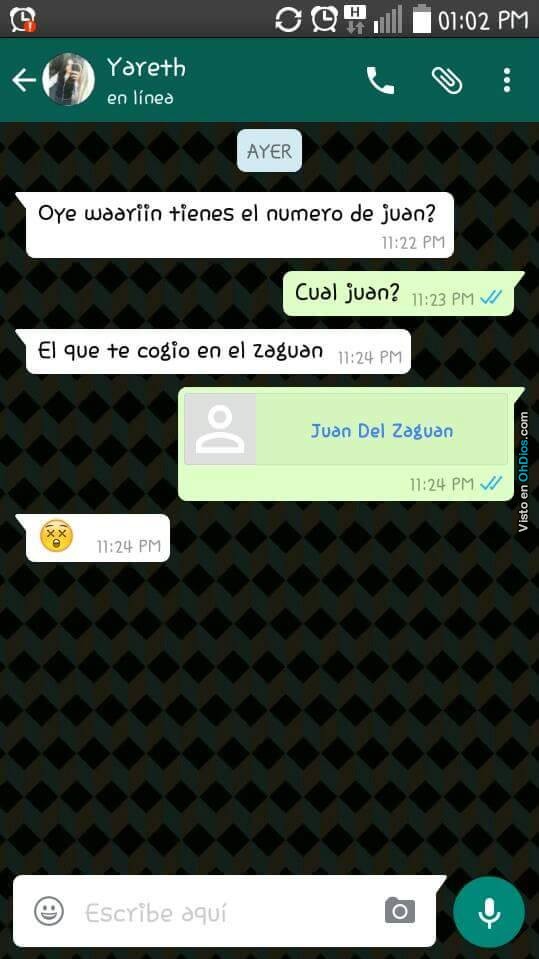 H
01:02 PM
Yareth
en línea
AYER
Oye waariin tienes el numero de juan?
11:22 PM
Cual juan? 11:23 PM
El que te cogio en el zaguan 11:24 PM
Juan Del Zaguan
11:24 PM
11:24 PM
Visto en OhDios.com
Escribe aquí